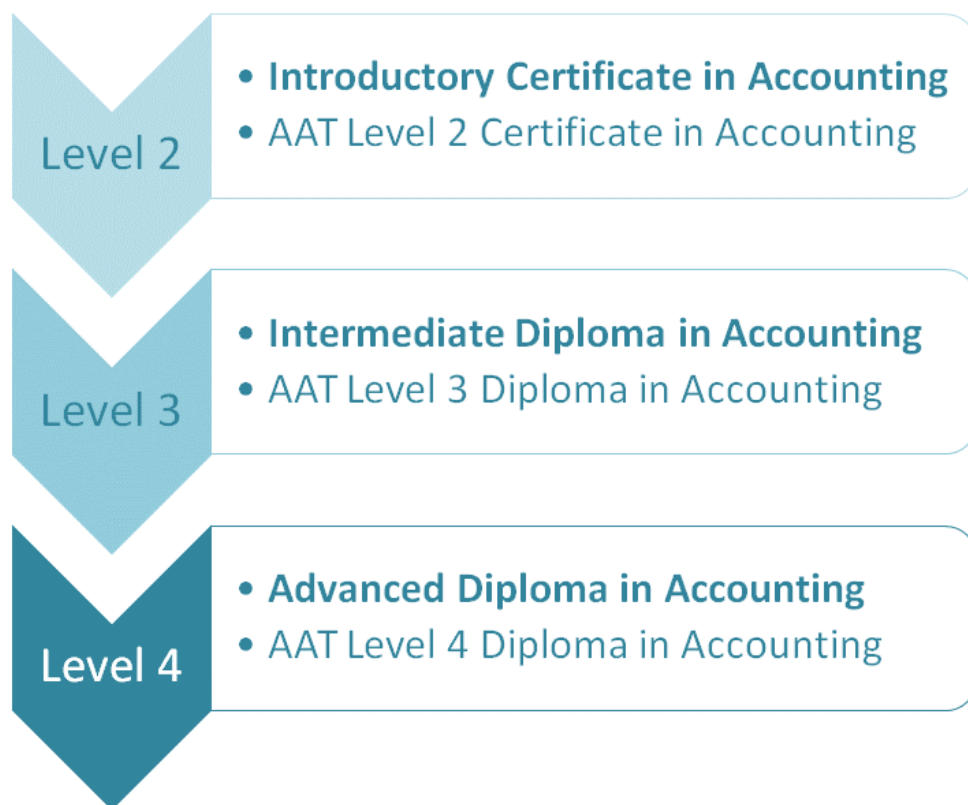 Level 2
• Introductory Certificate in Accounting
• AAT Level 2 Certificate in Accounting
Level 3
• Intermediate Diploma in Accounting
• AAT Level 3 Diploma in Accounting
Level 4
• Advanced Diploma in Accounting
• AAT Level 4 Diploma in Accounting